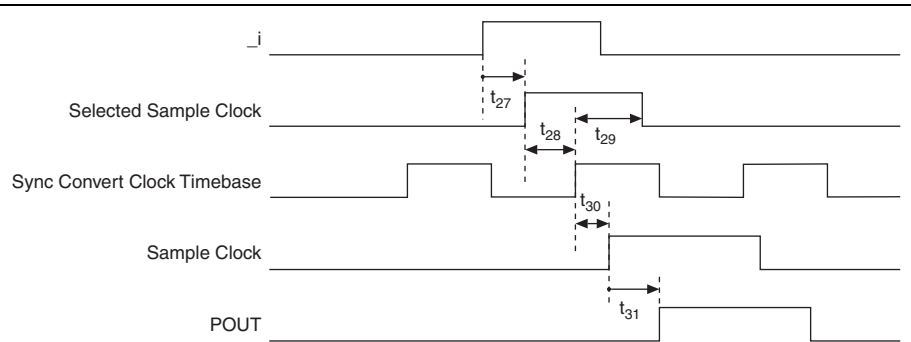 _i
t27
Selected Sample Clock
t28
t29
Sync Convert Clock Timebase
t30
Sample Clock
t31
POUT